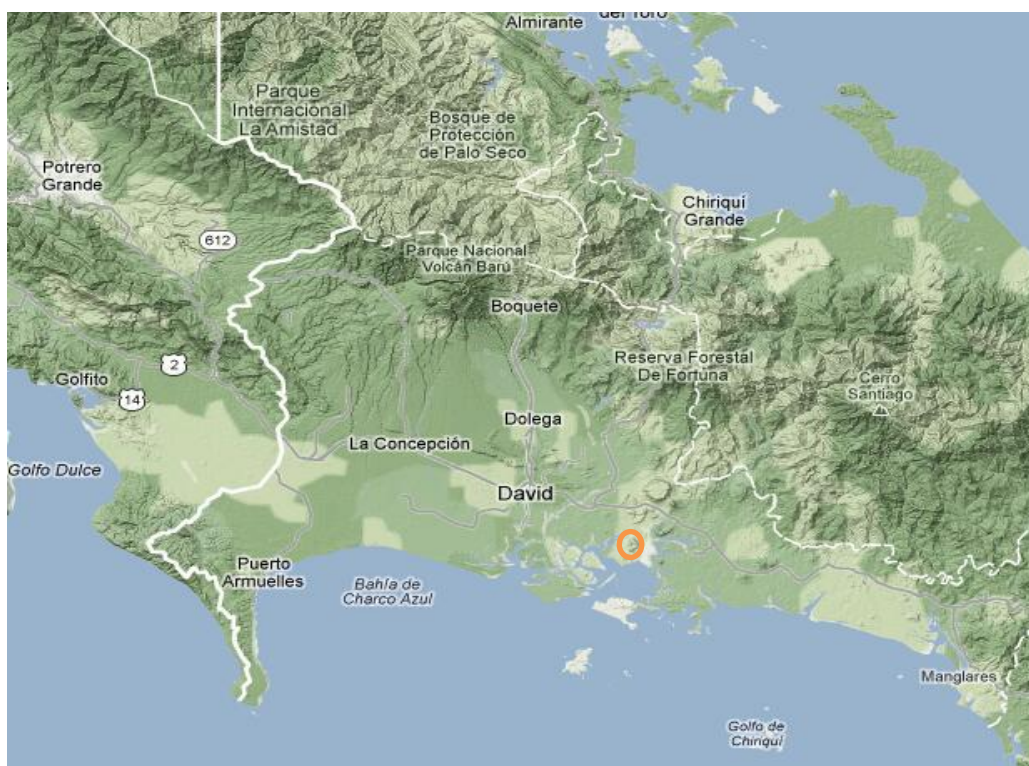 Almirante
del Toro
Parque
Internacional
La Amistad
Bosque de
Protección
de Palo Seco
Potrero
Grande
Chiriquí
Grande
612
Parque Nacional
Volcán Barú
Boquete
Reserva Forestal
De Fortuna
2
Golfito
14
Cerro
Santiago
Dolega
La Concepción
Golfo Dulce
David
Puerto
Armuelles
Bahía de
Charco Azul
Manglares
Golfo de
Chiriquí